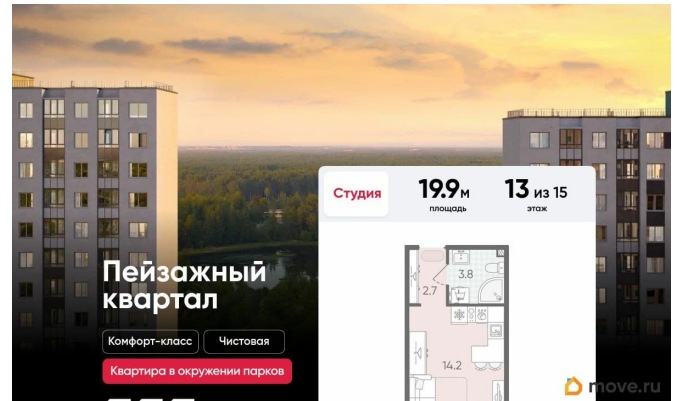 Студия
19.9м
площадь
13 из 15
этаж
Пейзажный
квартал
3.8
2.7
Комфорт-класс
Чистовая
14.2
Квартира в окружении парков
move.ru